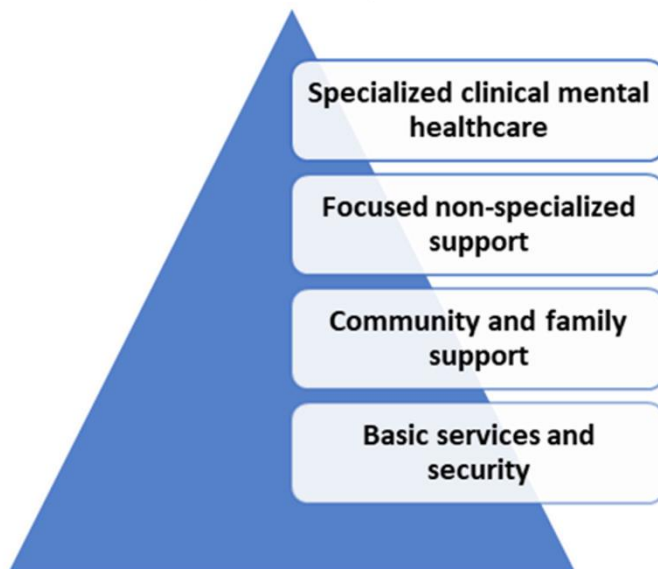 Specialized clinical mental
healthcare
Focused non-specialized
support
Community and family
support
Basic services and
security